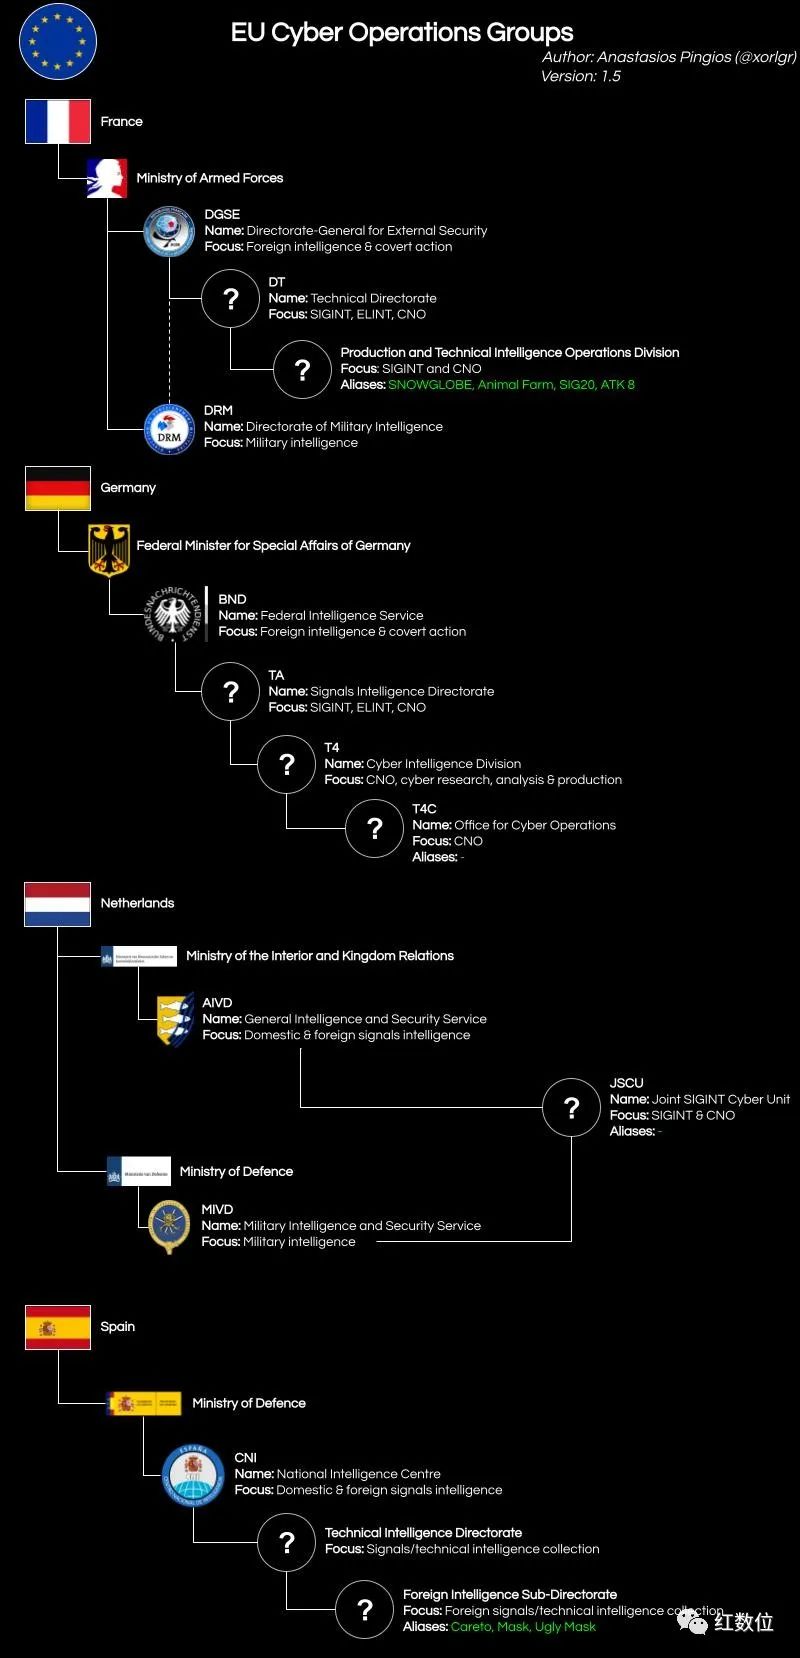 EU Cyber Operations Groups
Author: Anastasios Pingios (@xorlgr)
Version: 1.5
France
Ministry of Armed Forces
DGSE
Name: Directorate-General for External Security
Focus: Foreign intelligence & covert action
?
DT
Name: Technical Directorate
Focus: SIGINT, ELINT, CNO
?
Production and Technical Intelligence Operations Division
Focus: SIGINT and CNO
Aliases: SNOWGLOBE, Animal Farm, SIG20, ATK 8
DRM
DRM
Name: Directorate of Military Intelligence
Focus: Military intelligence
Germany
Federal Minister for Special Affairs of Germany
BUNDESNACHRICHTENDIENST
BND
Name: Federal Intelligence Service
Focus: Foreign intelligence & covert action
?
TA
Name: Signals Intelligence Directorate
Focus: SIGINT, ELINT, CNO
?
T4
Name: Cyber Intelligence Division
Focus: CNO, cyber research, analysis & production
?
T4C
Name: Office for Cyber Operations
Focus: CNO
Aliases: -
Netherlands
Ministry of the Interior and Kingdom Relations
AIVD
Name: General Intelligence and Security Service
Focus: Domestic & foreign signals intelligence
?
JSCU
Name: Joint SIGINT Cyber Unit
Focus: SIGINT & CNO
Aliases: -
Ministerie van Defensie
Ministry of Defence
MIVD
Name: Military Intelligence and Security Service
Focus: Military intelligence
Spain
Ministry of Defence
ESPAÑA
CNI
Name: National Intelligence Centre
Focus: Domestic & foreign signals intelligence
?
Technical Intelligence Directorate
Focus: Signals/technical intelligence collection
?
Foreign Intelligence Sub-Directorate
Focus: Foreign signals/technical intelligence collection
Aliases: Careto, Mask, Ugly Mask
红数位